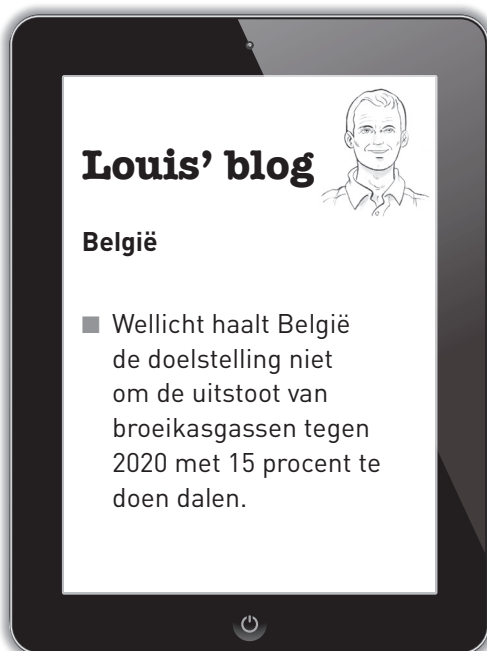 Louis’ blog
België
Wellicht haalt België
de doelstelling niet
om de uitstoot van
broeikasgassen tegen
2020 met 15 procent te
doen dalen.